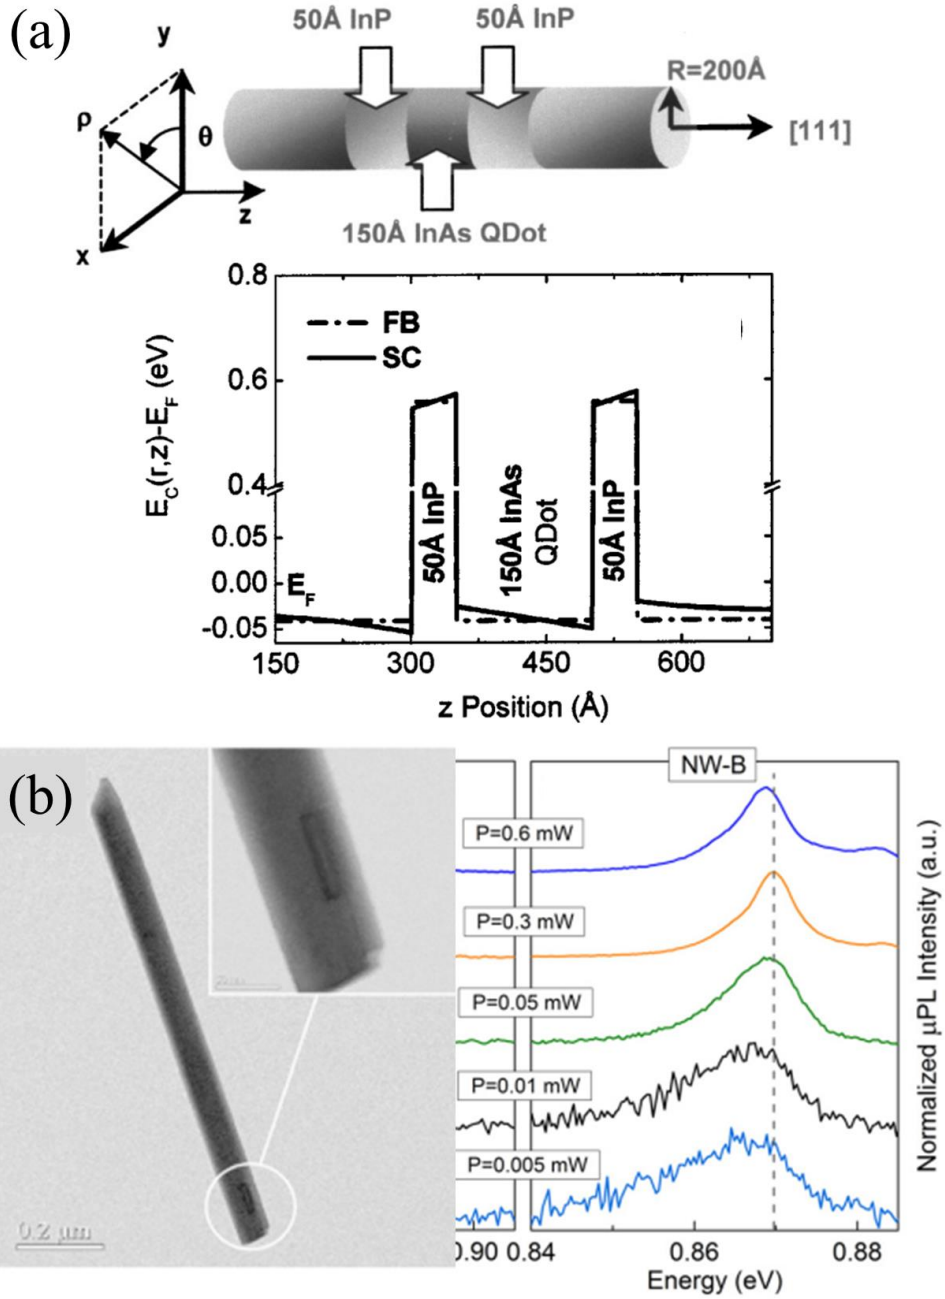 (a)
50Å InP
50Å InP
y
R=200Å
ρ
θ
[111]
z
x
150Å InAs QDot
0.8
FB
SC
0.6
0.4
0.05
0.00
-0.05
E_C(r,z)-E_F (eV)
E_F
50Å InP
150Å InAs
QDot
50Å InP
150
300
450
600
z Position (Å)
(b)
NW-B
P=0.6 mW
P=0.3 mW
P=0.05 mW
P=0.01 mW
P=0.005 mW
Normalized µPL Intensity (a.u.)
0.2 µm
0.90
0.84
0.86
0.88
Energy (eV)